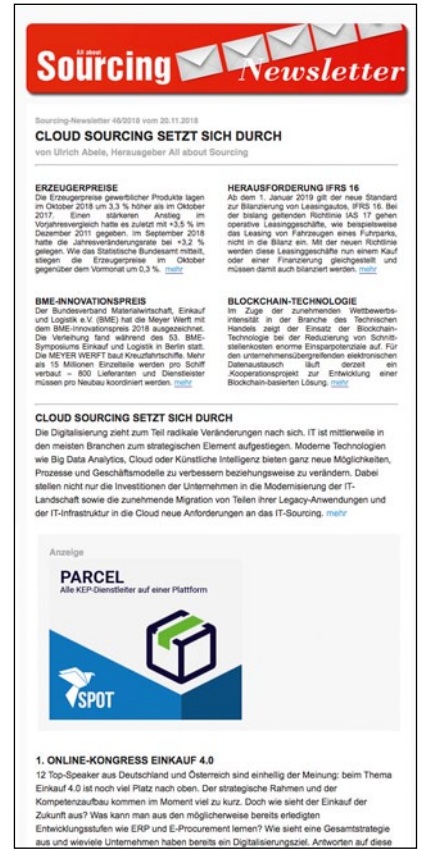 All about
Sourcing Newsletter
Sourcing-Newsletter 46/2018 vom 20.11.2018
CLOUD SOURCING SETZT SICH DURCH
von Ulrich Abele, Herausgeber All about Sourcing
ERZEUGERPREISE
Die Erzeugerpreise gewerblicher Produkte lagen
im Oktober 2018 um 3,3 % höher als im Oktober
2017. Einen stärkeren Anstieg im
Vorjahresvergleich hatte es zuletzt mit +3,5 % im
Dezember 2011 gegeben. Im September 2018
hatte die Jahresveränderungsrate bei +3,2 %
gelegen. Wie das Statistische Bundesamt mitteilt,
stiegen die Erzeugerpreise im Oktober
gegenüber dem Vormonat um 0,3 %. mehr
HERAUSFORDERUNG IFRS 16
Ab dem 1. Januar 2019 gilt der neue Standard
zur Bilanzierung von Leasingautos, IFRS 16. Bei
der bislang geltenden Richtlinie IAS 17 gehen
operative Leasinggeschäfte, wie beispielsweise
das Leasing von Fahrzeugen eines Fuhrparks,
nicht in die Bilanz ein. Mit der neuen Richtlinie
werden diese Leasinggeschäfte nun einem Kauf
oder einer Finanzierung gleichgestellt und
müssen damit auch bilanziert werden. mehr
BME-INNOVATIONSPREIS
Der Bundesverband Materialwirtschaft, Einkauf
und Logistik e.V. (BME) hat die Meyer Werft mit
dem BME-Innovationspreis 2018 ausgezeichnet.
Die Verleihung fand während des 53. BME-
Symposiums Einkauf und Logistik in Berlin statt.
Die MEYER WERFT baut Kreuzfahrtschiffe. Mehr
als 15 Millionen Einzelteile werden pro Schiff
verbaut – 800 Lieferanten und Dienstleister
müssen pro Neubau koordiniert werden. mehr
BLOCKCHAIN-TECHNOLOGIE
Im Zuge der zunehmenden Wettbewerbs-
intensität in der Branche des Technischen
Handels zeigt der Einsatz der Blockchain-
Technologie bei der Reduzierung von Schnitt-
stellenkosten enorme Einsparpotenziale auf. Für
den unternehmensübergreifenden elektronischen
Datenaustausch läuft derzeit ein
.Kooperationsprojekt zur Entwicklung einer
Blockchain-basierten Lösung. mehr
CLOUD SOURCING SETZT SICH DURCH
Die Digitalisierung zieht zum Teil radikale Veränderungen nach sich. IT ist mittlerweile in
den meisten Branchen zum strategischen Element aufgestiegen. Moderne Technologien
wie Big Data Analytics, Cloud oder Künstliche Intelligenz bieten ganz neue Möglichkeiten,
Prozesse und Geschäftsmodelle zu verbessern beziehungsweise zu verändern. Dabei
stellen nicht nur die Investitionen der Unternehmen in die Modernisierung der IT-
Landschaft sowie die zunehmende Migration von Teilen ihrer Legacy-Anwendungen und
der IT-Infrastruktur in die Cloud neue Anforderungen an das IT-Sourcing. mehr
Anzeige
PARCEL
Alle KEP-Dienstleiter auf einer Plattform
SPOT
1. ONLINE-KONGRESS EINKAUF 4.0
12 Top-Speaker aus Deutschland und Österreich sind einhellig der Meinung: beim Thema
Einkauf 4.0 ist noch viel Platz nach oben. Der strategische Rahmen und der
Kompetenzaufbau kommen im Moment viel zu kurz. Doch wie sieht der Einkauf der
Zukunft aus? Was kann man aus den möglicherweise bereits erledigten
Entwicklungsstufen wie ERP und E-Procurement lernen? Wie sieht eine Gesamtstrategie
aus und wieviele Unternehmen haben bereits ein Digitalisierungsziel. Antworten auf diese